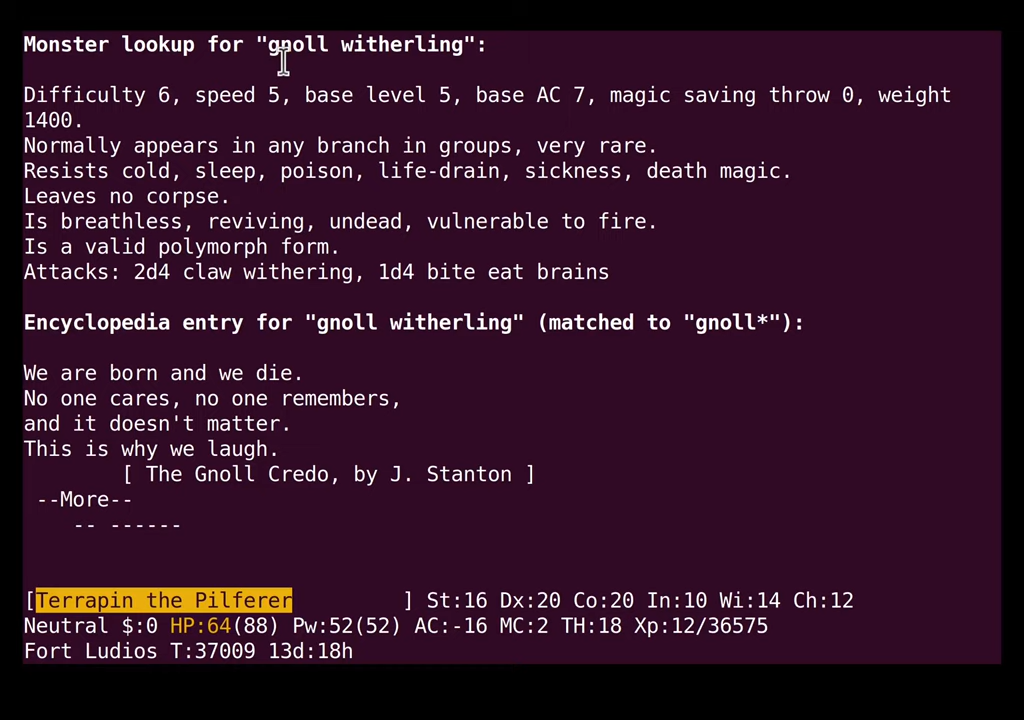 Monster lookup for "gnoll witherling":
Difficulty 6, speed 5, base level 5, base AC 7, magic saving throw 0, weight
1400.
Normally appears in any branch in groups, very rare.
Resists cold, sleep, poison, life-drain, sickness, death magic.
Leaves no corpse.
Is breathless, reviving, undead, vulnerable to fire.
Is a valid polymorph form.
Attacks: 2d4 claw withering, 1d4 bite eat brains
Encyclopedia entry for "gnoll witherling" (matched to "gnoll*"):
We are born and we die.
No one cares, no one remembers,
and it doesn't matter.
This is why we laugh.
[ The Gnoll Credo, by J. Stanton ]
--More--
-- ------
[Terrapin the Pilferer ] St:16 Dx:20 Co:20 In:10 Wi:14 Ch:12
Neutral $:0 HP:64(88) Pw:52(52) AC:-16 MC:2 TH:18 Xp:12/36575
Fort Ludios T:37009 13d:18h